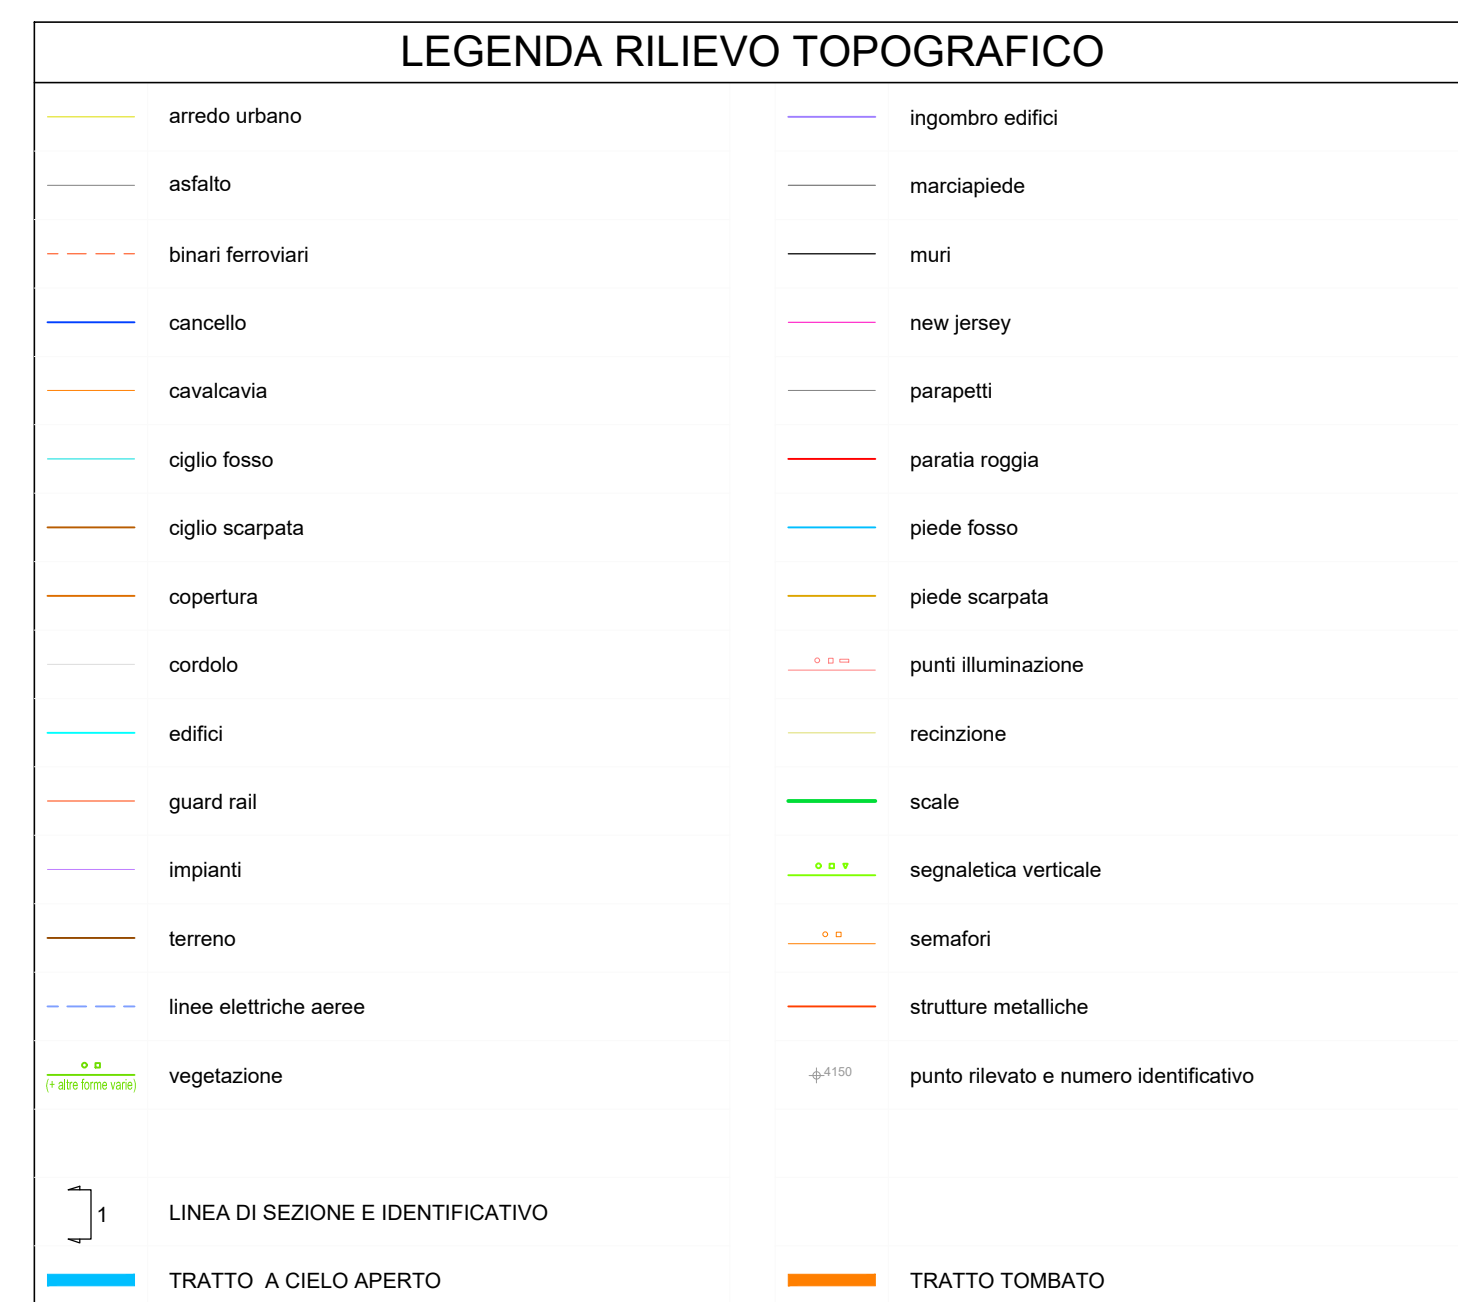 LEGENDA RILIEVO TOPOGRAFICO
arredo urbano
ingombro edifici
asfalto
marciapiede
binari ferroviari
muri
cancello
new jersey
cavalcavia
parapetti
ciglio fosso
paratia roggia
ciglio scarpata
piede fosso
copertura
piede scarpata
cordolo
punti illuminazione
edifici
recinzione
guard rail
scale
impianti
segnaletica verticale
terreno
semafori
linee elettriche aeree
strutture metalliche
(+ altre forme varie)
vegetazione
4150
punto rilevato e numero identificativo
1
LINEA DI SEZIONE E IDENTIFICATIVO
TRATTO A CIELO APERTO
TRATTO TOMBATO